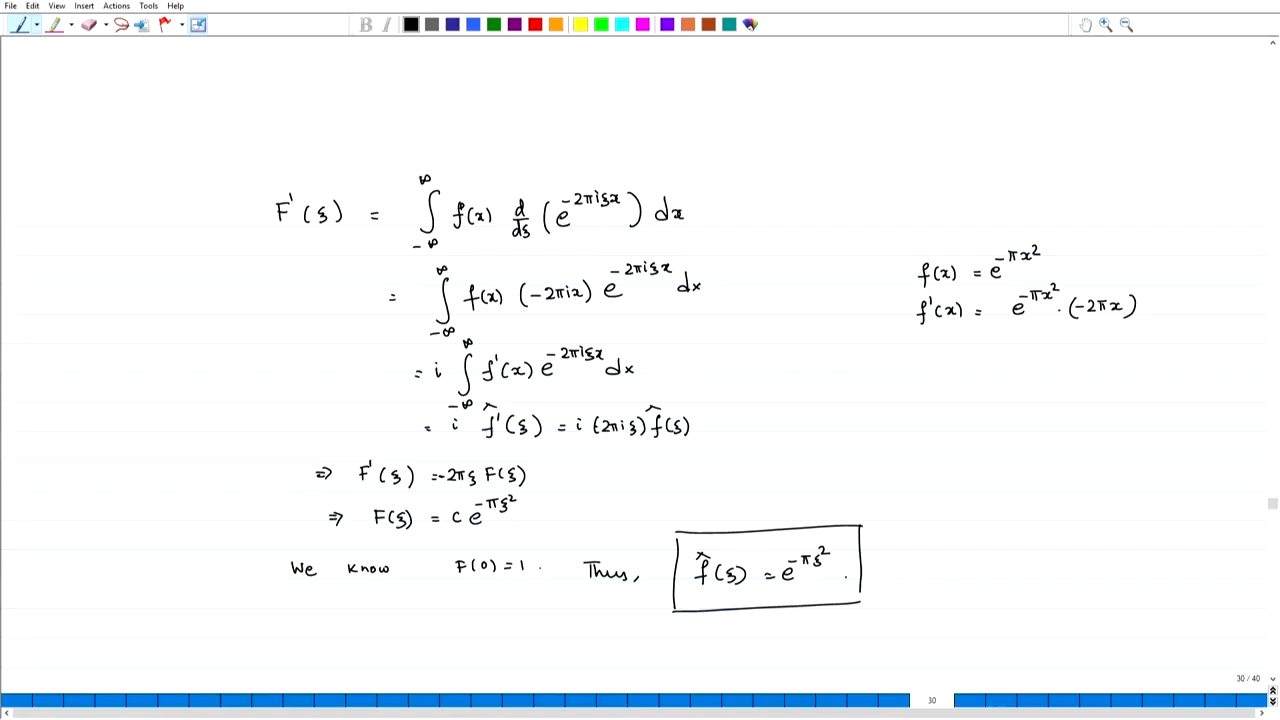 File Edit View Insert Actions Tools Help
B I
F'(ξ) = ∫_{-∞}^{∞} f(x) d/dξ (e^{-2πiξx}) dx
= ∫_{-∞}^{∞} f(x) (-2πix) e^{-2πiξx} dx
f(x) = e^{-πx²}
f'(x) = e^{-πx²} · (-2πx)
= i ∫_{-∞}^{∞} f'(x) e^{-2πiξx} dx
= i f̂'(ξ) = i (2πiξ) f̂(ξ)
⇒ F'(ξ) = -2πξ F(ξ)
⇒ F(ξ) = c e^{-πξ²}
We know F(0) = 1 . Thus, f̂(ξ) = e^{-πξ²} .
30 / 40
30